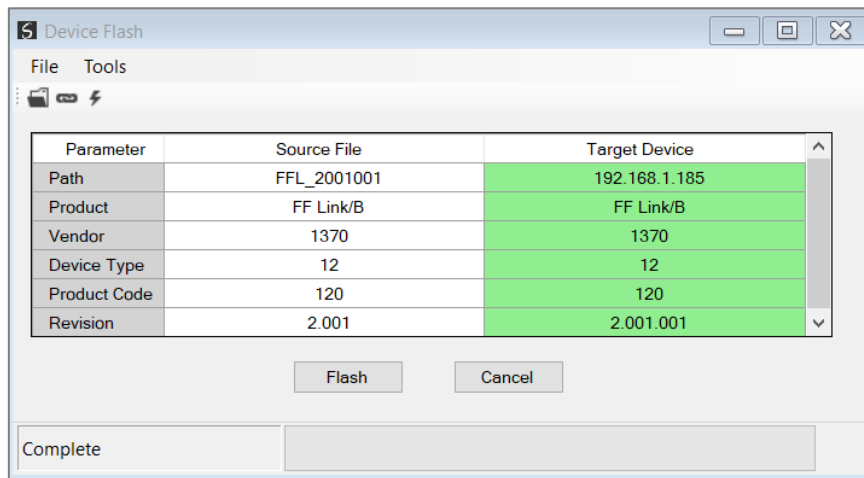 Device Flash
File Tools
Parameter Source File Target Device
Path FFL_2001001 192.168.1.185
Product FF Link/B FF Link/B
Vendor 1370 1370
Device Type 12 12
Product Code 120 120
Revision 2.001 2.001.001
Flash Cancel
Complete